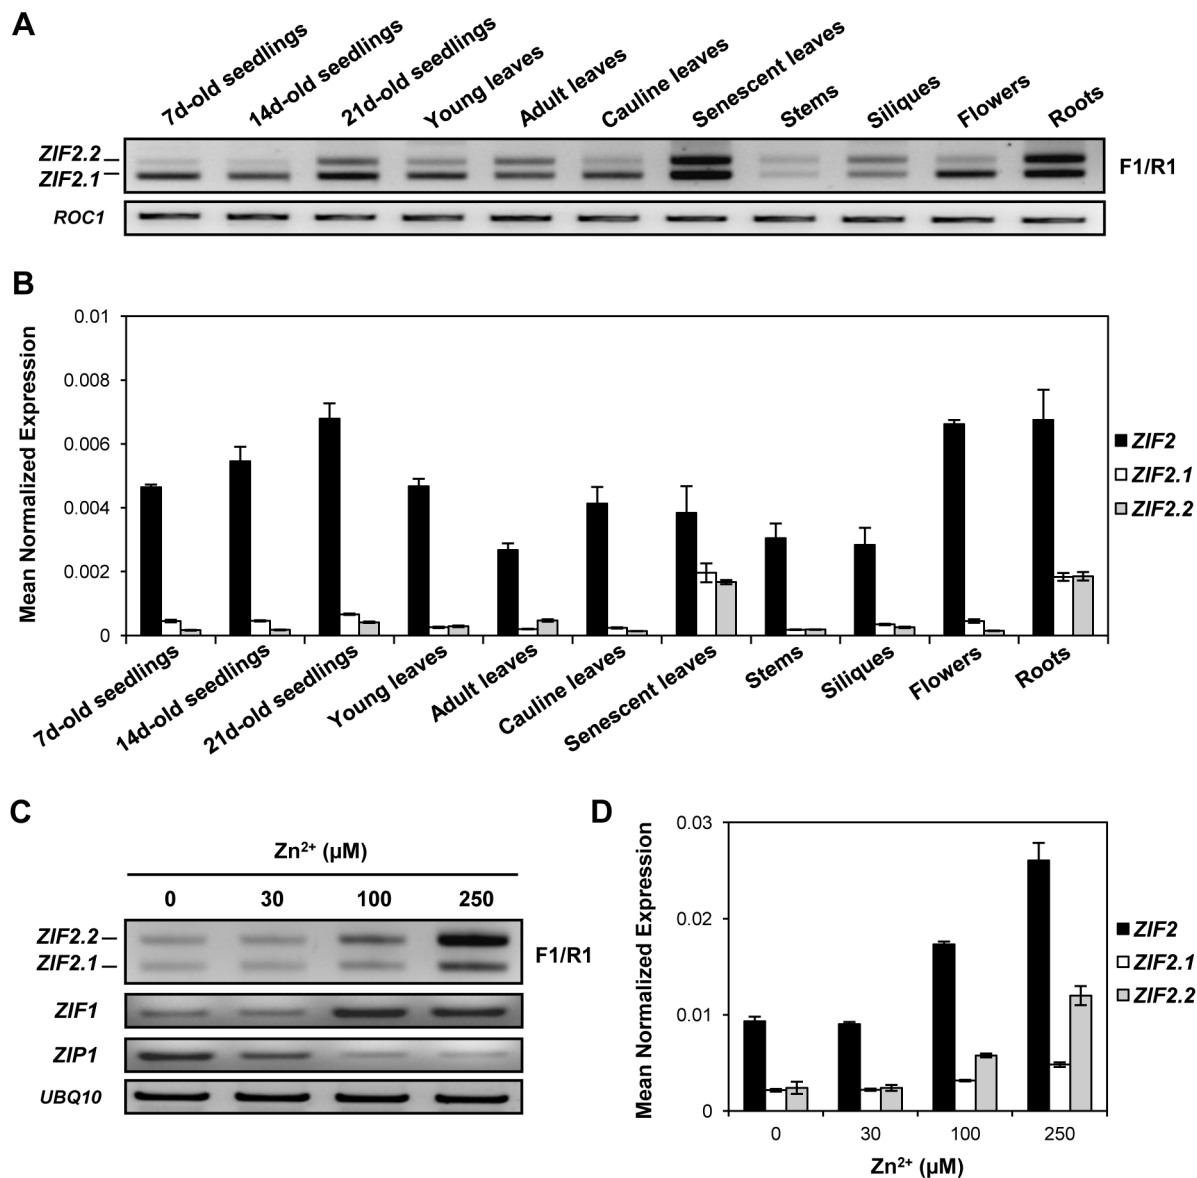 A
7d-old seedlings
14d-old seedlings
21d-old seedlings
Young leaves
Adult leaves
Cauline leaves
Senescent leaves
Stems
Siliques
Flowers
Roots
ZIF2.2
ZIF2.1
F1/R1
ROC1
B
Mean Normalized Expression
0.01
0.008
0.006
0.004
0.002
0
ZIF2
ZIF2.1
ZIF2.2
7d-old seedlings
14d-old seedlings
21d-old seedlings
Young leaves
Adult leaves
Cauline leaves
Senescent leaves
Stems
Siliques
Flowers
Roots
C
Zn²⁺ (µM)
0 30 100 250
ZIF2.2
ZIF2.1
F1/R1
ZIF1
ZIP1
UBQ10
D
Mean Normalized Expression
0.03
0.02
0.01
0
ZIF2
ZIF2.1
ZIF2.2
0 30 100 250
Zn²⁺ (µM)